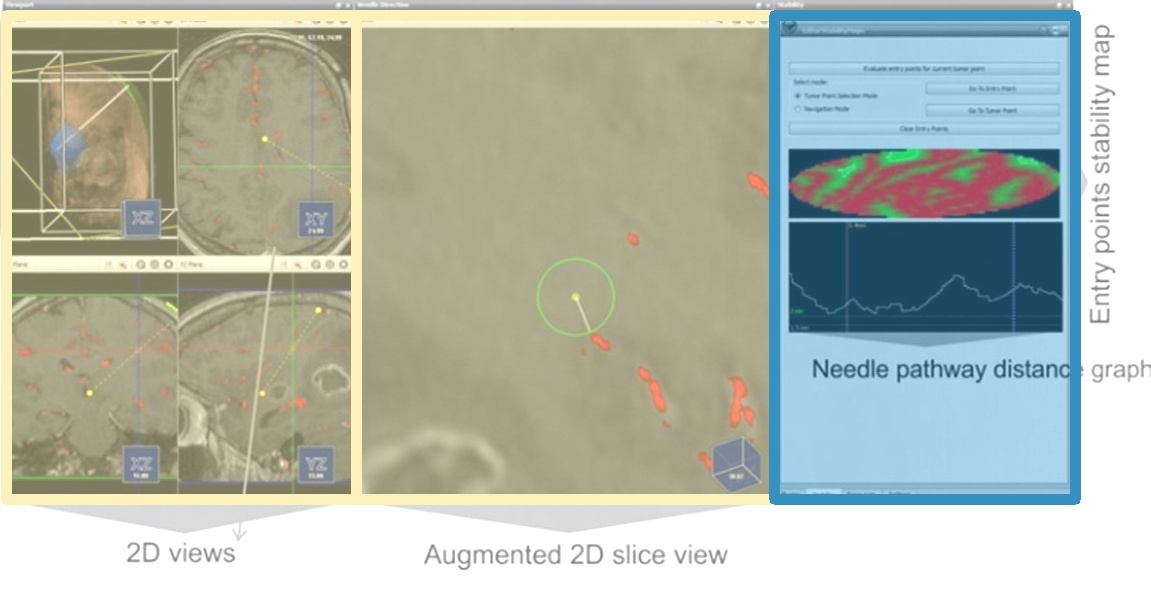 Viewport
Needle Direction
Stability
Evaluate entry points for current tumor point
Select mode:
Tumor Point Selection Mode
Go To Entry Point
Navigation Mode
Go To Tumor Point
Clear Entry Points
XZ
XY
XZ
YZ
Needle pathway distance graph
Entry points stability map
2D views
Augmented 2D slice view